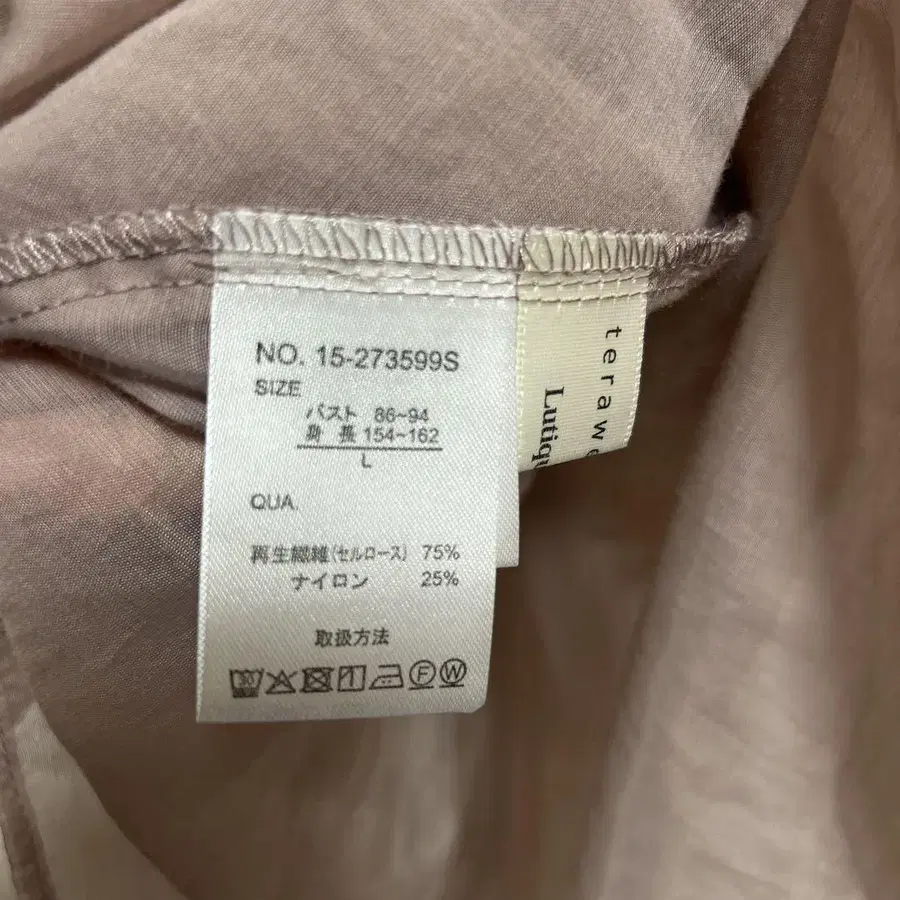 NO. 15-273599S
SIZE
バスト 86~94
身長 154~162
L
QUA.
再生繊維(セルロース) 75%
ナイロン 25%
取扱方法
30
F W
teraw
Lutiq